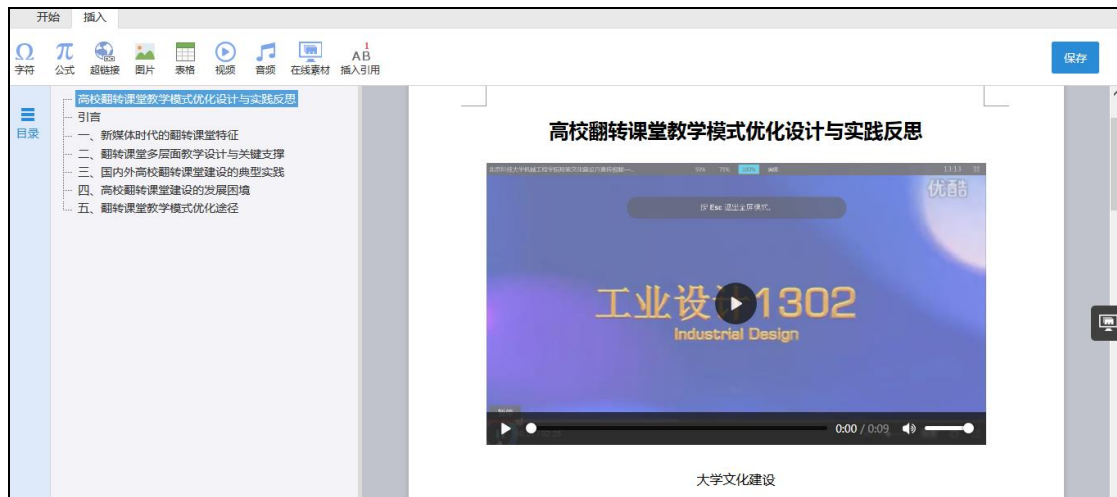 开始 插入
Ω π AB 1
字符 公式 超链接 图片 表格 视频 音频 在线素材 插入引用
保存
目录
高校翻转课堂教学模式优化设计与实践反思
引言
一、新媒体时代的翻转课堂特征
二、翻转课堂多层面教学设计与关键支撑
三、国内外高校翻转课堂建设的典型实践
四、高校翻转课堂建设的发展困境
五、翻转课堂教学模式优化途径
高校翻转课堂教学模式优化设计与实践反思
50% 75% 100% 13:13
优酷
按 Esc 退出全屏模式。
工业设计1302
Industrial Design
0:00 / 0:09
大学文化建设